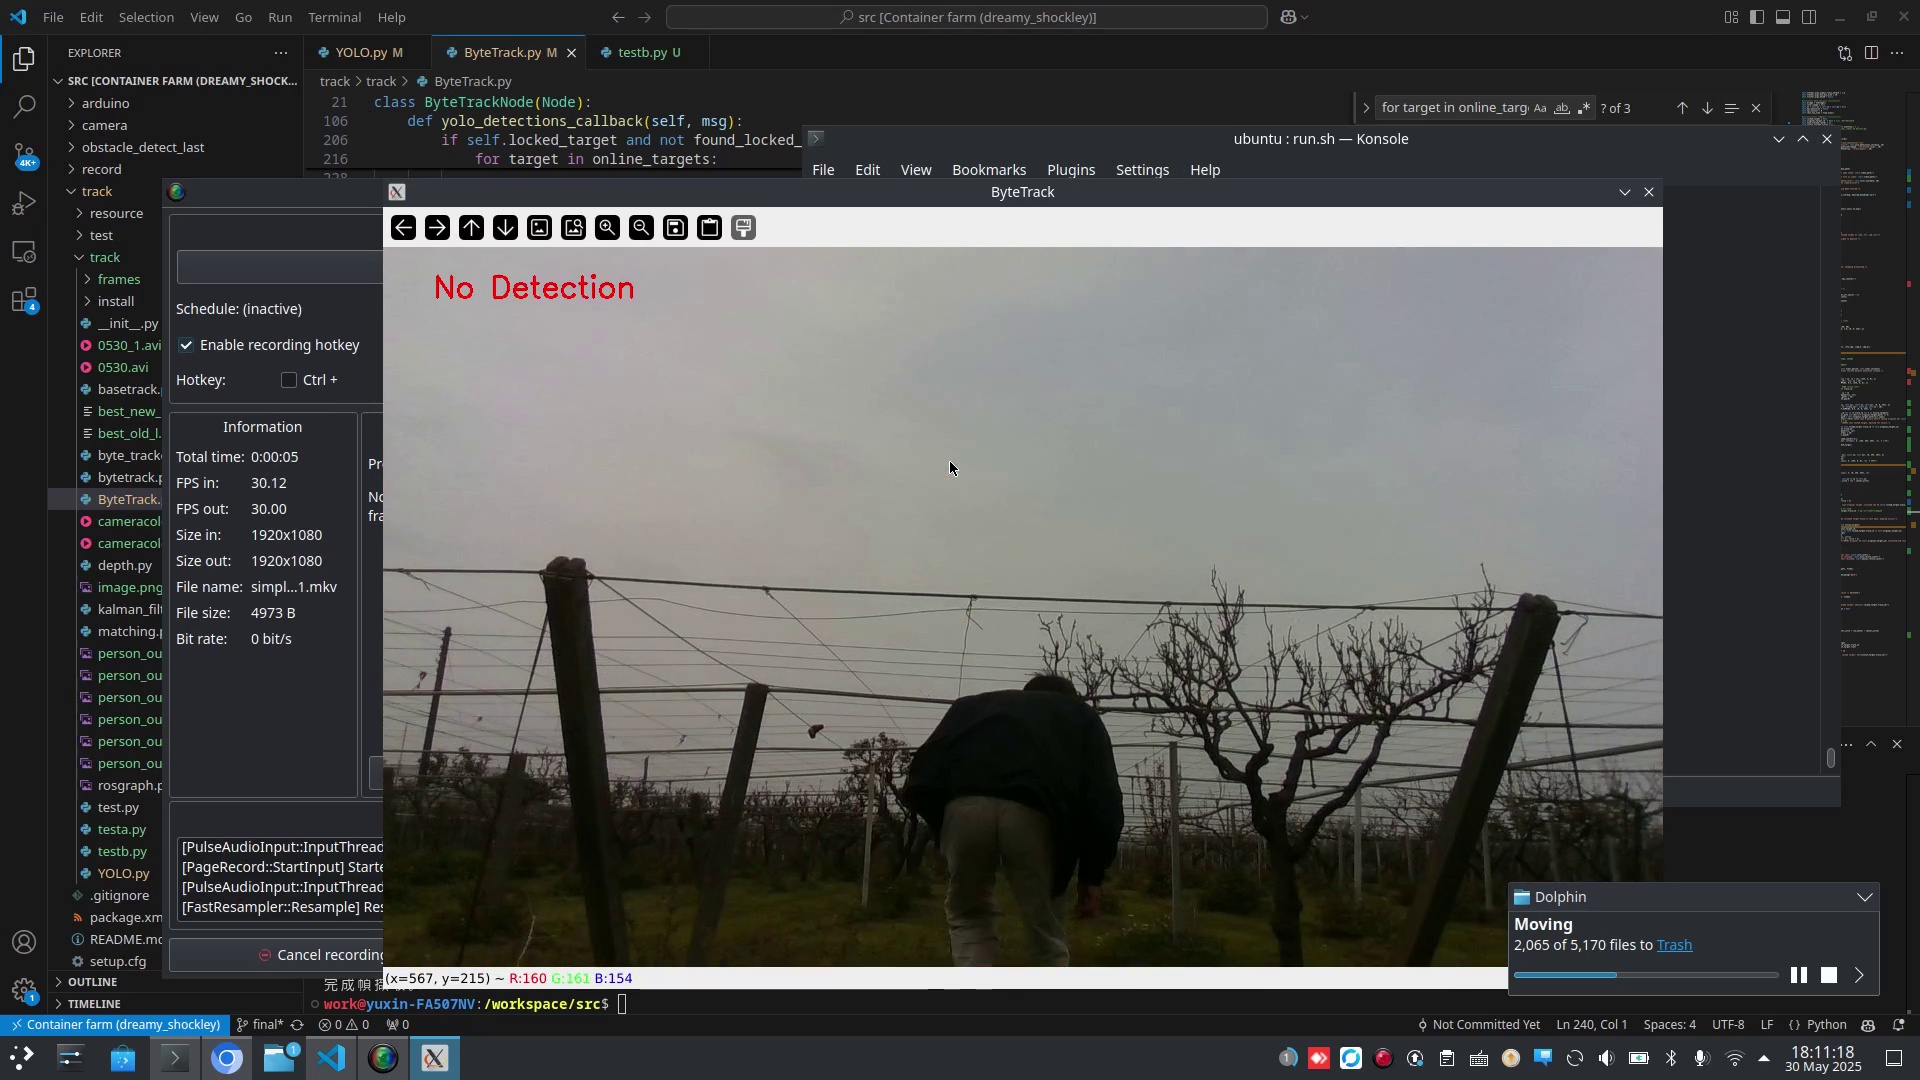 File Edit Selection View Go Run Terminal Help
src [Container farm (dreamy_shockley)]
EXPLORER
SRC [CONTAINER FARM (DREAMY_SHOCK...
arduino
camera
obstacle_detect_last
record
track
resource
test
track
frames
install
__init__.py
0530_1.avi
0530.avi
basetrack.
best_new_
best_old_l.
byte_track
bytetrack.p
ByteTrack.
cameracol
cameracol
depth.py
image.png
kalman_filt
matching.p
person_ou
person_ou
person_ou
person_ou
person_ou
person_ou
rosgraph.p
test.py
testa.py
testb.py
YOLO.py
.gitignore
package.xm
README.md
setup.cfg
OUTLINE
TIMELINE
4K+
4
1
YOLO.py M
ByteTrack.py M
testb.py U
track > track > ByteTrack.py
21 class ByteTrackNode(Node):
106 def yolo_detections_callback(self, msg):
206 if self.locked_target and not found_locked_
216 for target in online_targets:
for target in online_targ Aa ab ? of 3
ubuntu : run.sh — Konsole
File Edit View Bookmarks Plugins Settings Help
ByteTrack
No Detection
(x=567, y=215) ~ R:160 G:161 B:154
Schedule: (inactive)
Enable recording hotkey
Hotkey: Ctrl +
Information
Total time: 0:00:05
FPS in: 30.12
FPS out: 30.00
Size in: 1920x1080
Size out: 1920x1080
File name: simpl...1.mkv
File size: 4973 B
Bit rate: 0 bit/s
Pr
No
fra
[PulseAudioInput::InputThread
[PageRecord::StartInput] Starte
[PulseAudioInput::InputThread
[FastResampler::Resample] Res
Cancel recording
work@yuxin-FA507NV:/workspace/src$
Dolphin
Moving
2,065 of 5,170 files to Trash
Container farm (dreamy_shockley) final* 0 0 0
Not Committed Yet Ln 240, Col 1 Spaces: 4 UTF-8 LF {} Python
1
1
18:11:18
30 May 2025